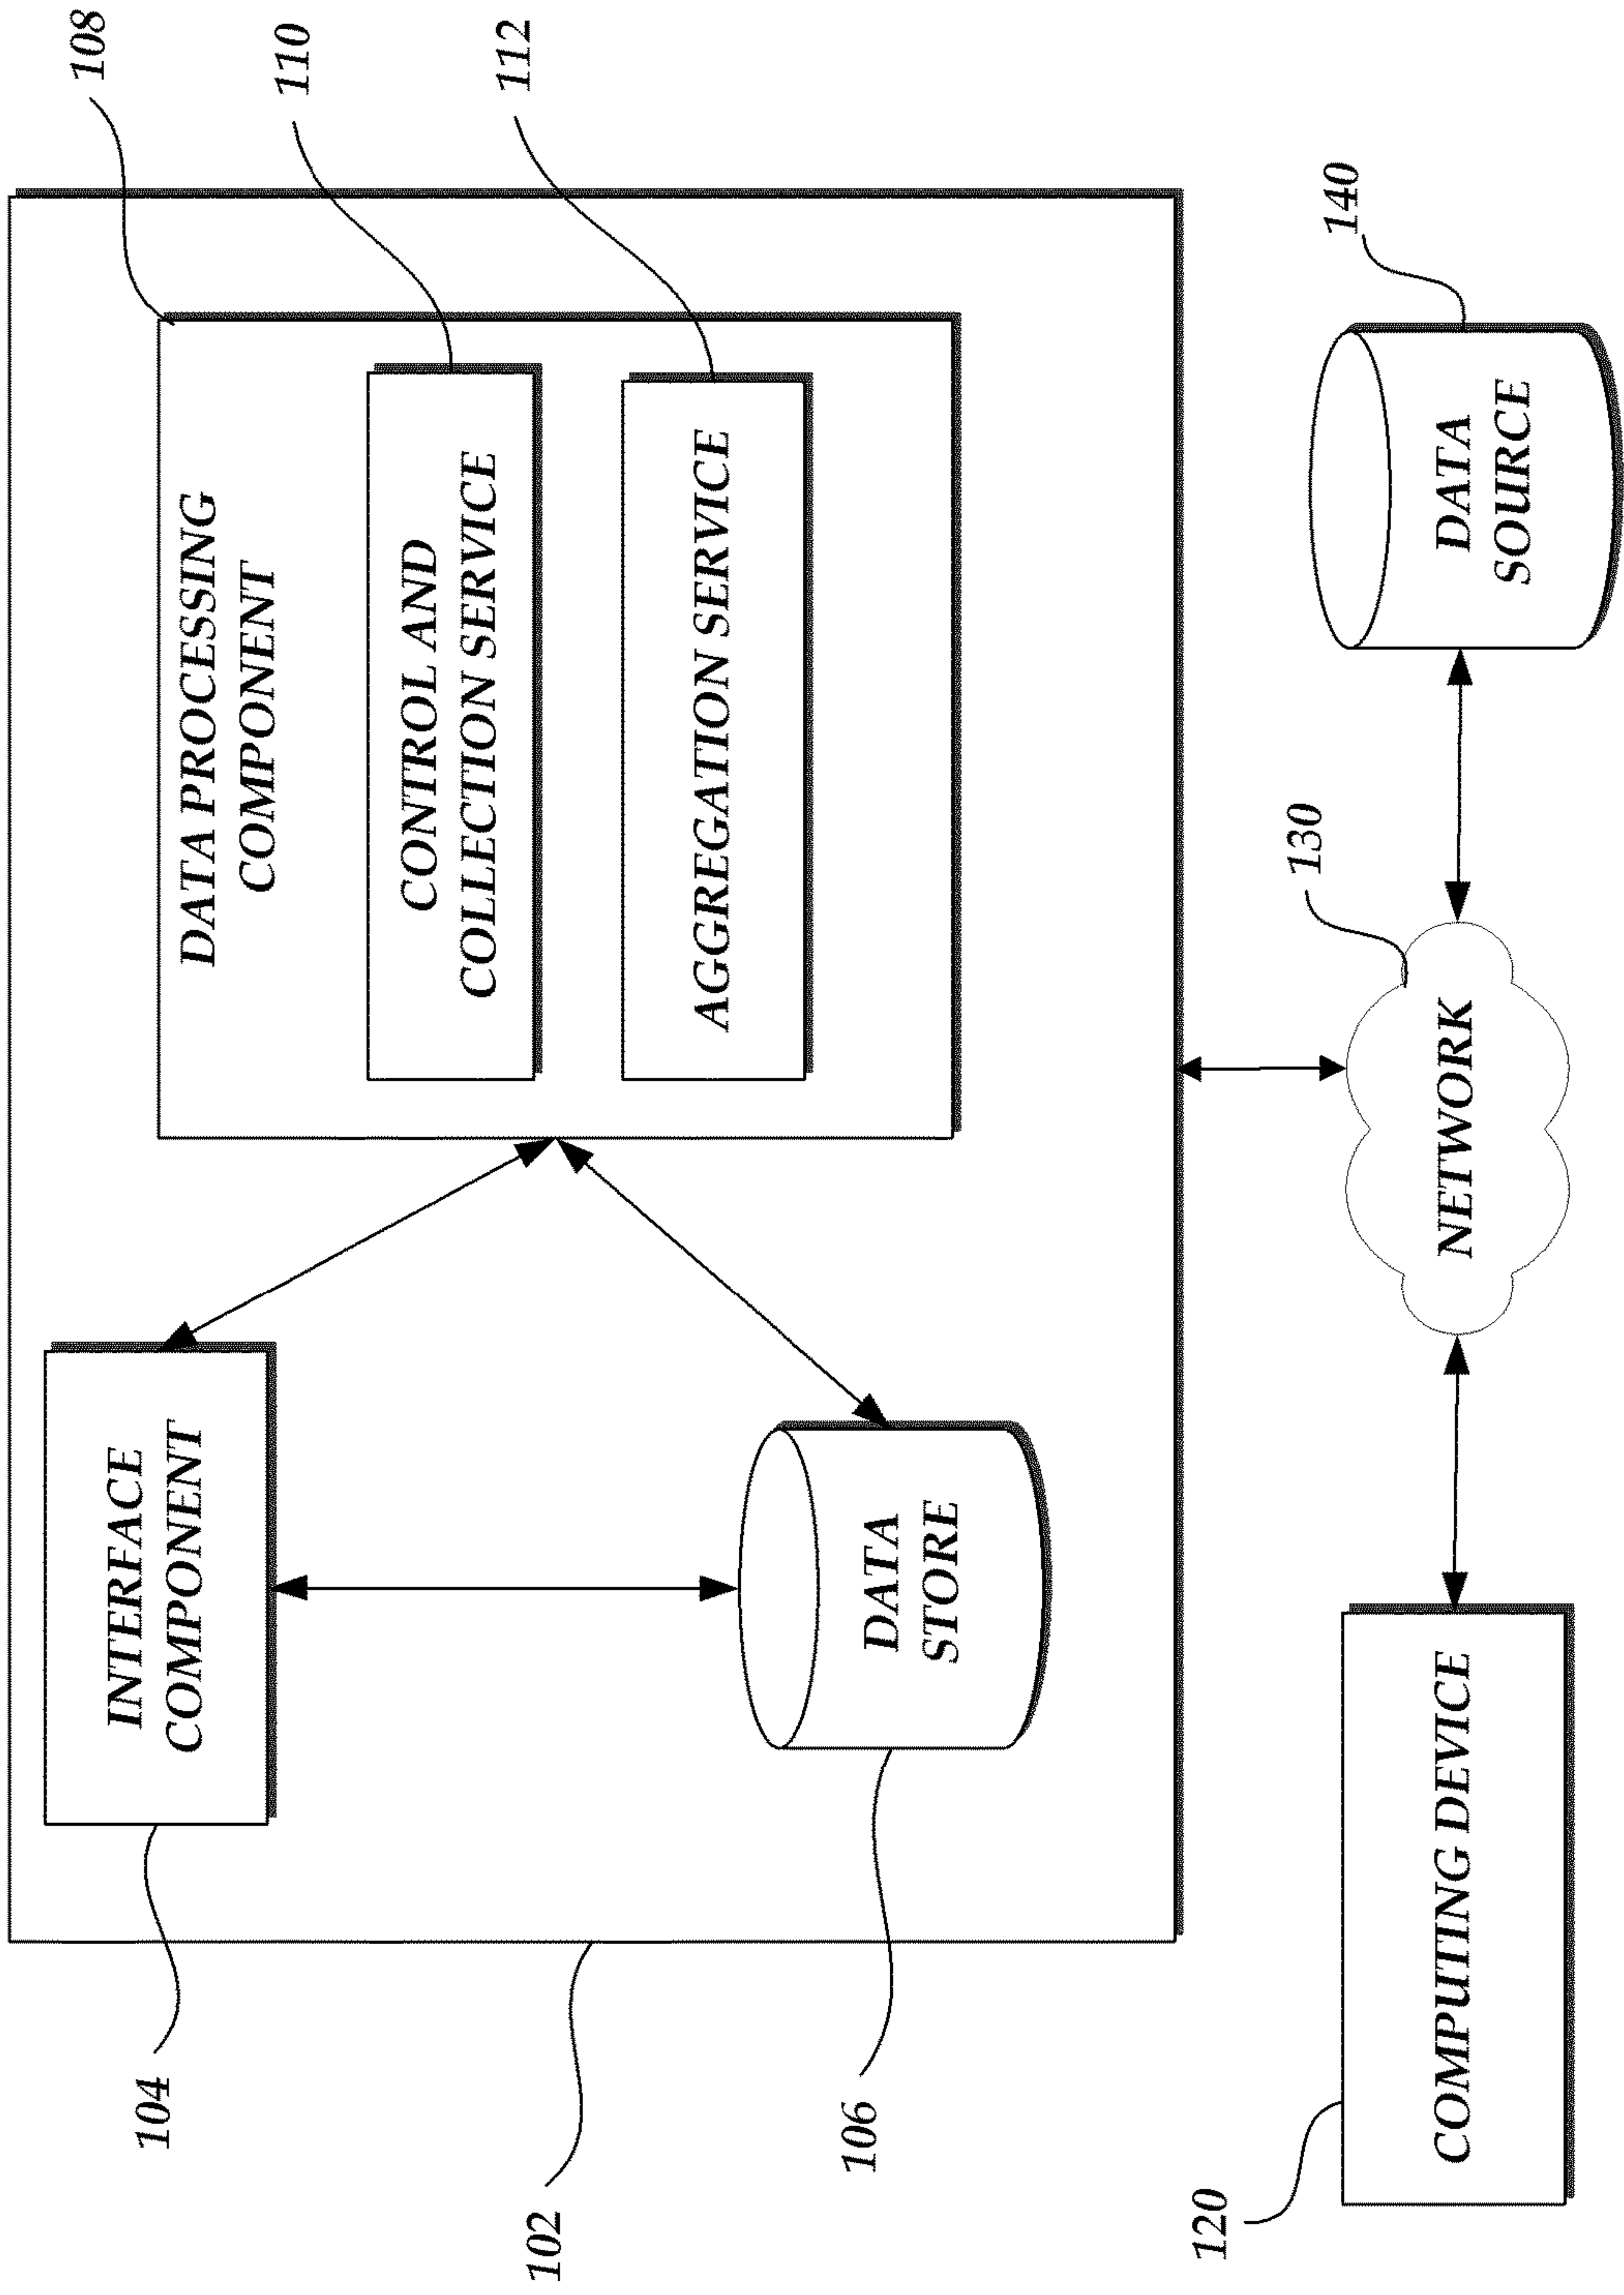 108
110
112
DATA PROCESSING
COMPONENT
CONTROL AND
COLLECTION SERVICE
AGGREGATION SERVICE
INTERFACE
COMPONENT
DATA
STORE
104
106
102
140
DATA
SOURCE
130
NETWORK
COMPUTING DEVICE
120